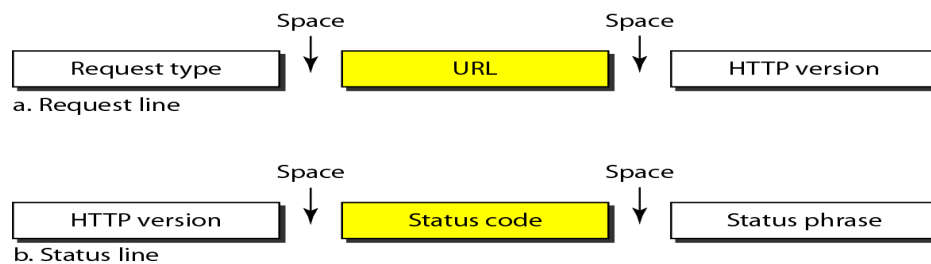 Space Space
Request type URL HTTP version
a. Request line
Space Space
HTTP version Status code Status phrase
b. Status line